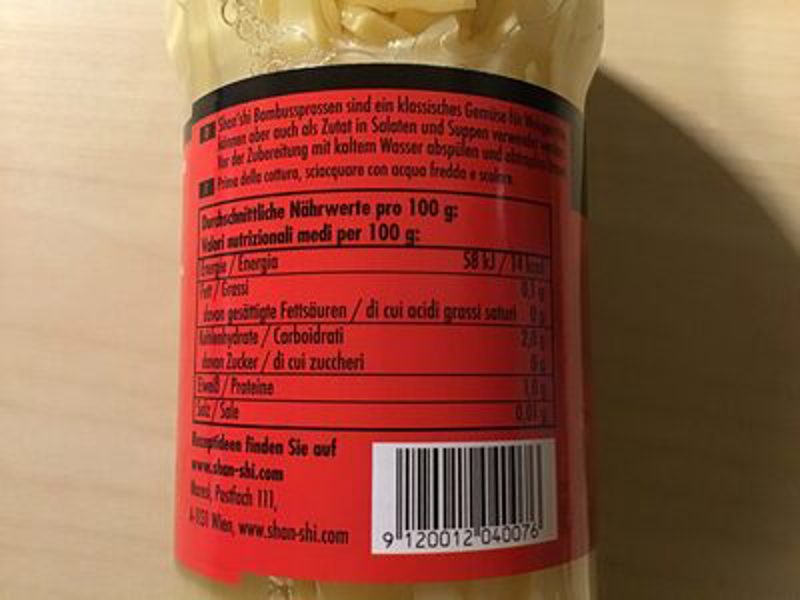 Shan'shi Bambussprossen sind ein klassisches Gemüse für
können aber auch als Zutat in Salaten und Suppen verwendet
Vor der Zubereitung mit kaltem Wasser abspülen und
Prima della cottura, sciacquare con acqua fredda e scolare
Durchschnittliche Nährwerte pro 100 g:
Valori nutrizionali medi per 100 g:
Energie / Energia 58 kJ / 14 kcal
Fett / Grassi 0,1 g
davon gesättigte Fettsäuren / di cui acidi grassi saturi 0 g
Kohlenhydrate / Carboidrati 2,0 g
davon Zucker / di cui zuccheri 0 g
Eiweiß / Proteine 1,0 g
Salz / Sale 0,01 g
Rezeptideen finden Sie auf
www.shan-shi.com
Maresi, Postfach 111,
Wien, www.shan-shi.com
9 120012 040076